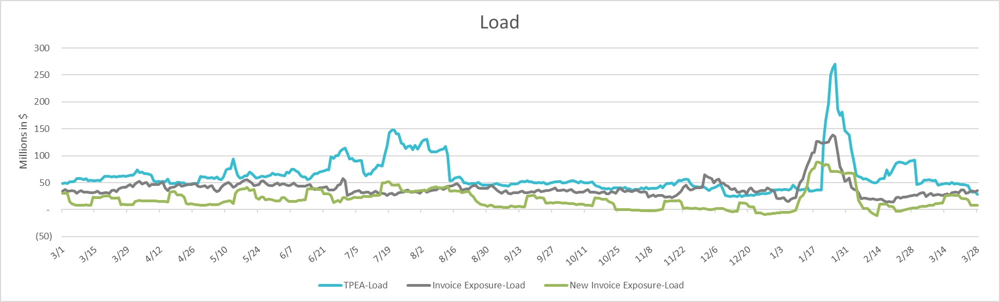 Load
Millions in $
300
250
200
150
100
50
-
(50)
3/1 3/15 3/29 4/12 4/26 5/10 5/24 6/7 6/21 7/5 7/19 8/2 8/16 8/30 9/13 9/27 10/11 10/25 11/8 11/22 12/6 12/20 1/3 1/17 1/31 2/14 2/28 3/14 3/28
TPEA-Load Invoice Exposure-Load New Invoice Exposure-Load